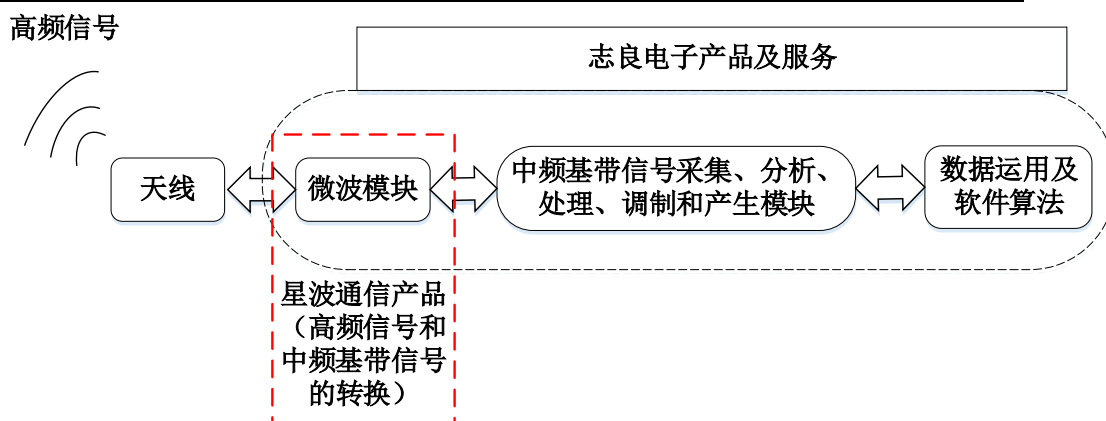 高频信号
志良电子产品及服务
天线
微波模块
中频基带信号采集、分析、
处理、调制和产生模块
数据运用及
软件算法
星波通信产品
（高频信号和
中频基带信号
的转换）